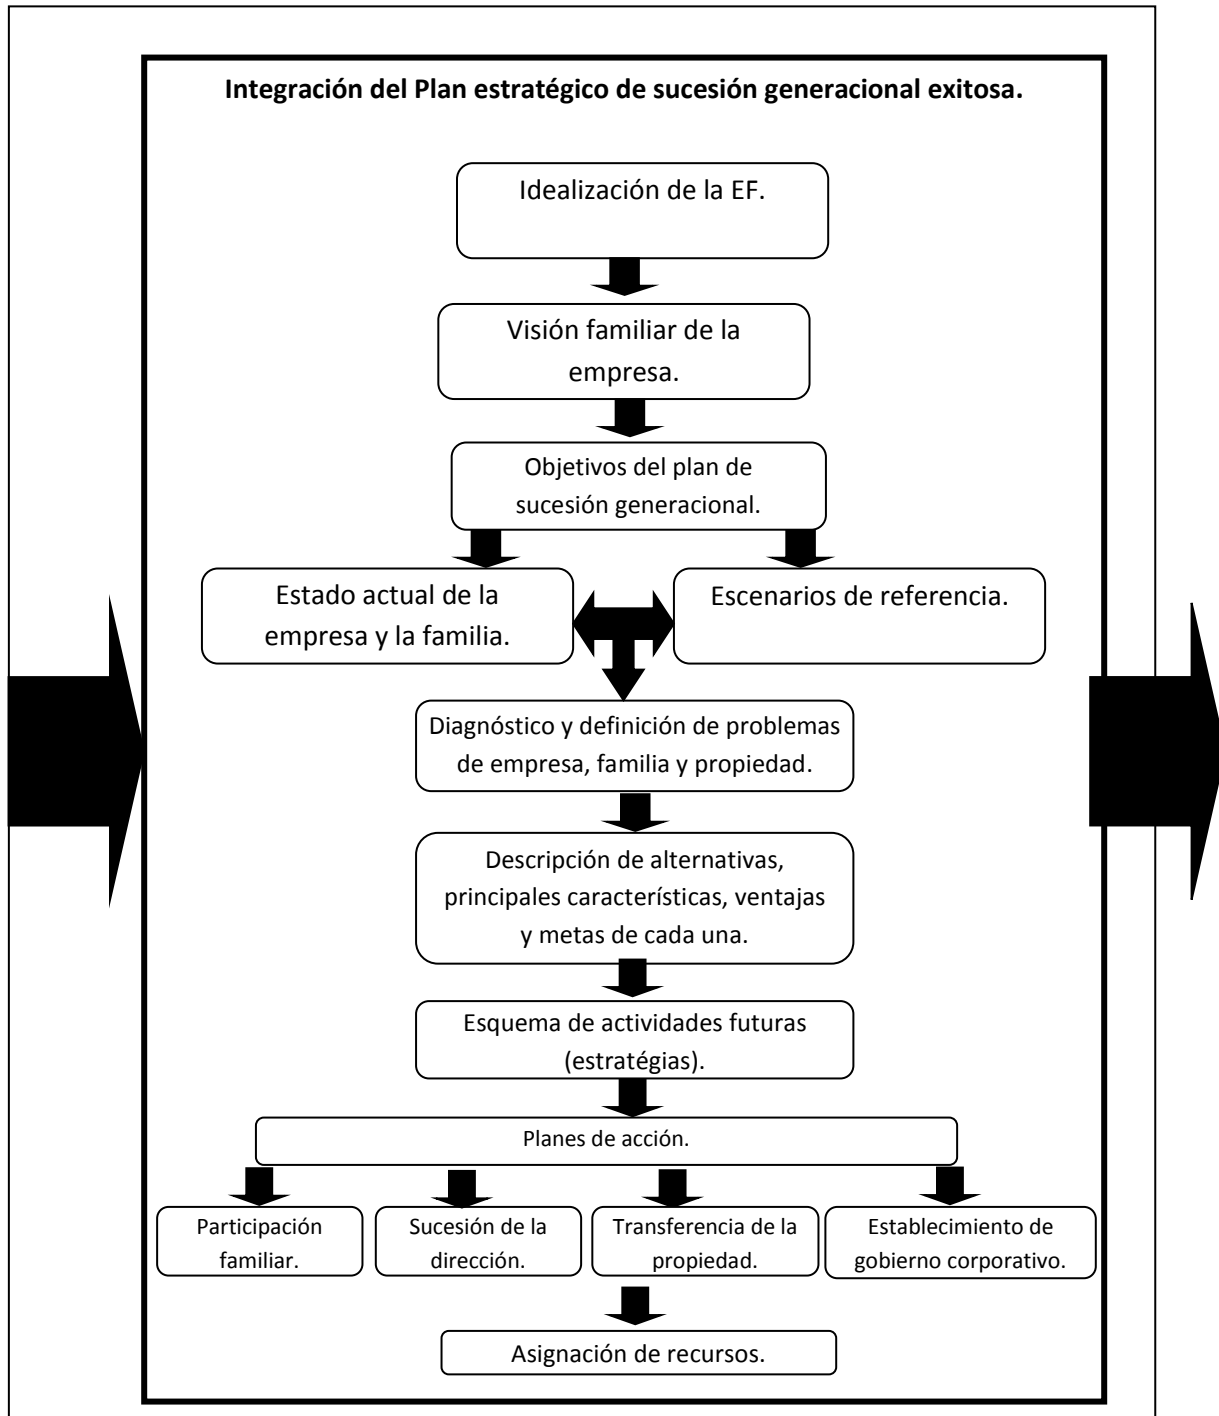 Integración del Plan estratégico de sucesión generacional exitosa.
Idealización de la EF.
Visión familiar de la
empresa.
Objetivos del plan de
sucesión generacional.
Estado actual de la
empresa y la familia.
Escenarios de referencia.
Diagnóstico y definición de problemas
de empresa, familia y propiedad.
Descripción de alternativas,
principales característícas, ventajas
y metas de cada una.
Esquema de actividades futuras
(estratégias).
Planes de acción.
Participación
familiar.
Sucesión de la
dirección.
Transferencia de la
propiedad.
Establecimiento de
gobierno corporativo.
Asignación de recursos.